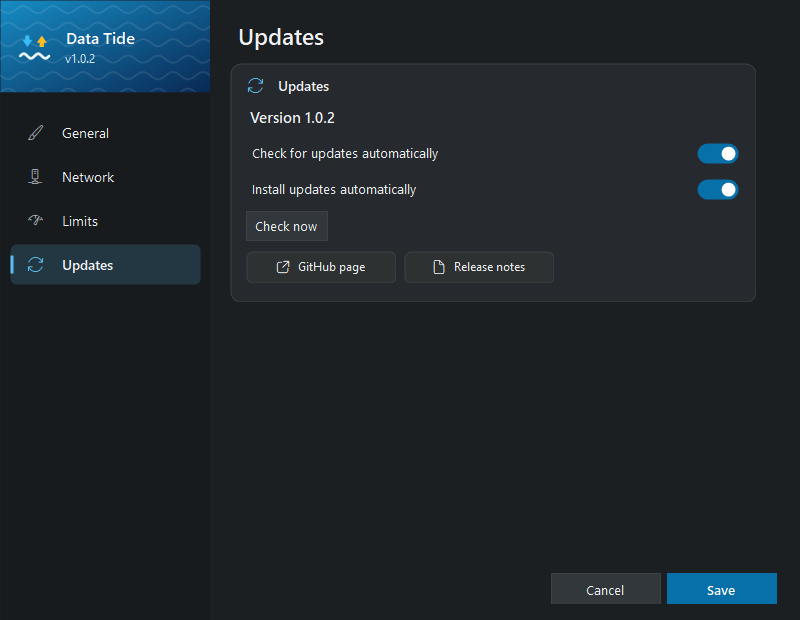 Data Tide
v1.0.2
General
Network
Limits
Updates
Updates
Updates
Version 1.0.2
Check for updates automatically
Install updates automatically
Check now
GitHub page
Release notes
Cancel
Save